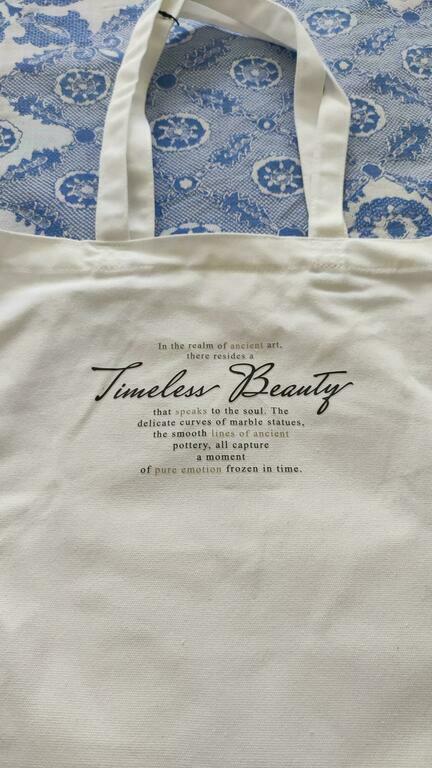 In the realm of ancient art,
there resides a
Timeless Beauty
that speaks to the soul. The
delicate curves of marble statues,
the smooth lines of ancient
pottery, all capture
a moment
of pure emotion frozen in time.